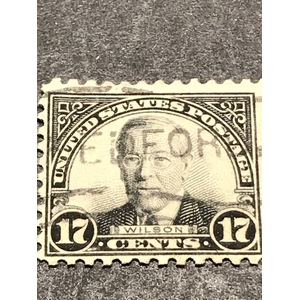 UNITED STATES POSTAGE
WILSON
17 CENTS 17